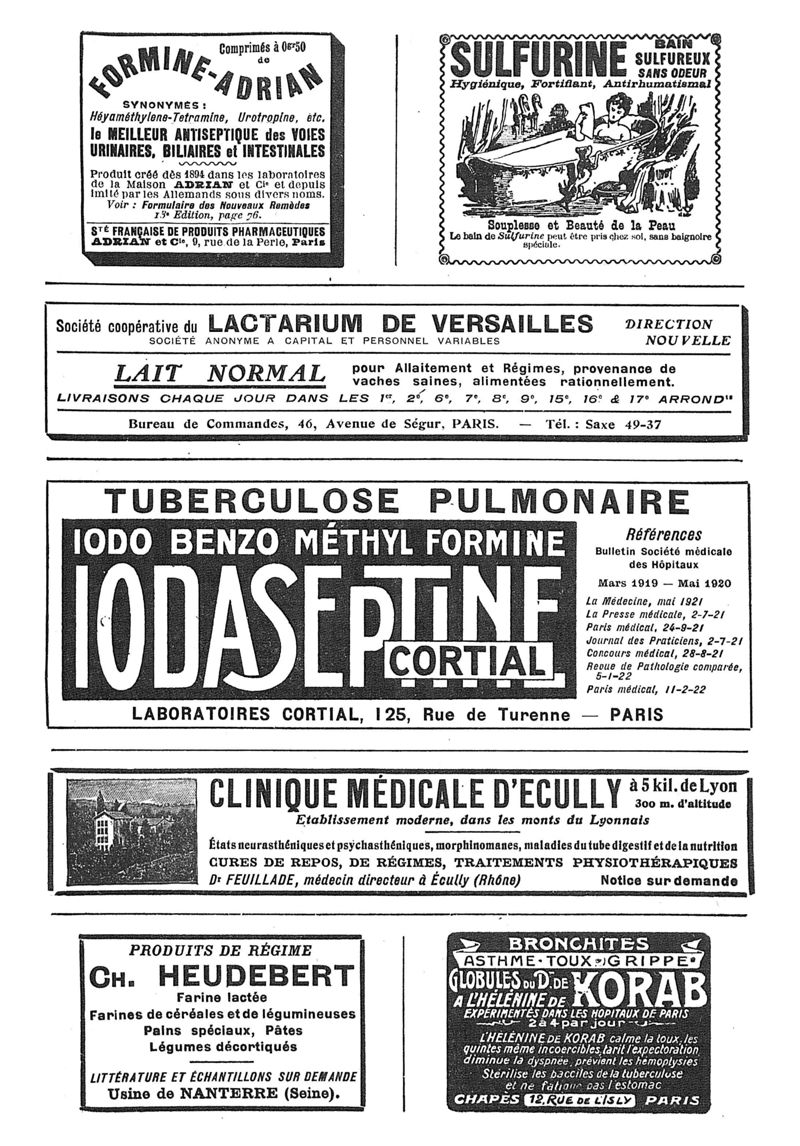 Comprimés à 0gr50
de
FORMINE-ADRIAN
SYNONYMES :
Héyaméthylene-Tetramine, Urotropine, etc.
le MEILLEUR ANTISEPTIQUE des VOIES
URINAIRES, BILIAIRES et INTESTINALES
Produit créé dès 1894 dans les laboratoires
de la Maison ADRIAN et Cie et depuis
imité par les Allemands sous divers noms.
Voir : Formulaire des Nouveaux Remèdes
13e Edition, page 76.
STÉ FRANÇAISE DE PRODUITS PHARMACEUTIQUES
ADRIAN et Cie, 9, rue de la Perle, Paris
SULFURINE
BAIN
SULFUREUX
SANS ODEUR
Hygiénique, Fortifiant, Antirhumatismal
Souplesse et Beauté de la Peau
Le bain de Sulfurine peut être pris chez soi, sans baignoire
spéciale.
Société coopérative du LACTARIUM DE VERSAILLES
SOCIÉTÉ ANONYME A CAPITAL ET PERSONNEL VARIABLES
DIRECTION
NOUVELLE
LAIT NORMAL
pour Allaitement et Régimes, provenance de
vaches saines, alimentées rationnellement.
LIVRAISONS CHAQUE JOUR DANS LES 1er, 2e, 6e, 7e, 8e, 9e, 15e, 16e & 17e ARRONDts
Bureau de Commandes, 46, Avenue de Ségur, PARIS. — Tél. : Saxe 49-37
TUBERCULOSE PULMONAIRE
IODO BENZO MÉTHYL FORMINE
IODASEPTINE
CORTIAL
Références
Bulletin Société médicale
des Hôpitaux
Mars 1919 — Mai 1920
La Médecine, mai 1921
La Presse médicale, 2-7-21
Paris médical, 24-9-21
Journal des Praticiens, 2-7-21
Concours médical, 28-8-21
Revue de Pathologie comparée,
5-1-22
Paris médical, 11-2-22
LABORATOIRES CORTIAL, 125, Rue de Turenne — PARIS
CLINIQUE MÉDICALE D'ECULLY
à 5 kil. de Lyon
300 m. d'altitude
Etablissement moderne, dans les monts du Lyonnais
États neurasthéniques et psychasthéniques, morphinomanes, maladies du tube digestif et de la nutrition
CURES DE REPOS, DE RÉGIMES, TRAITEMENTS PHYSIOTHÉRAPIQUES
Dr FEUILLADE, médecin directeur à Écully (Rhône) Notice sur demande
PRODUITS DE RÉGIME
CH. HEUDEBERT
Farine lactée
Farines de céréales et de légumineuses
Pains spéciaux, Pâtes
Légumes décortiqués
LITTÉRATURE ET ÉCHANTILLONS SUR DEMANDE
Usine de NANTERRE (Seine).
BRONCHITES
ASTHME · TOUX · GRIPPE
GLOBULES DU Dr DE
A L'HÉLÉNINE DE
KORAB
EXPÉRIMENTÉS DANS LES HOPITAUX DE PARIS
2 à 4 par jour
L'HÉLÉNINE DE KORAB calme la toux, les
quintes même incoercibles, tarit l'expectoration
diminue la dyspnée, prévient les hémoptysies
Stérilise les bacilles de la tuberculose
et ne fatigue pas l'estomac
CHAPÈS 12, RUE DE L'ISLY PARIS